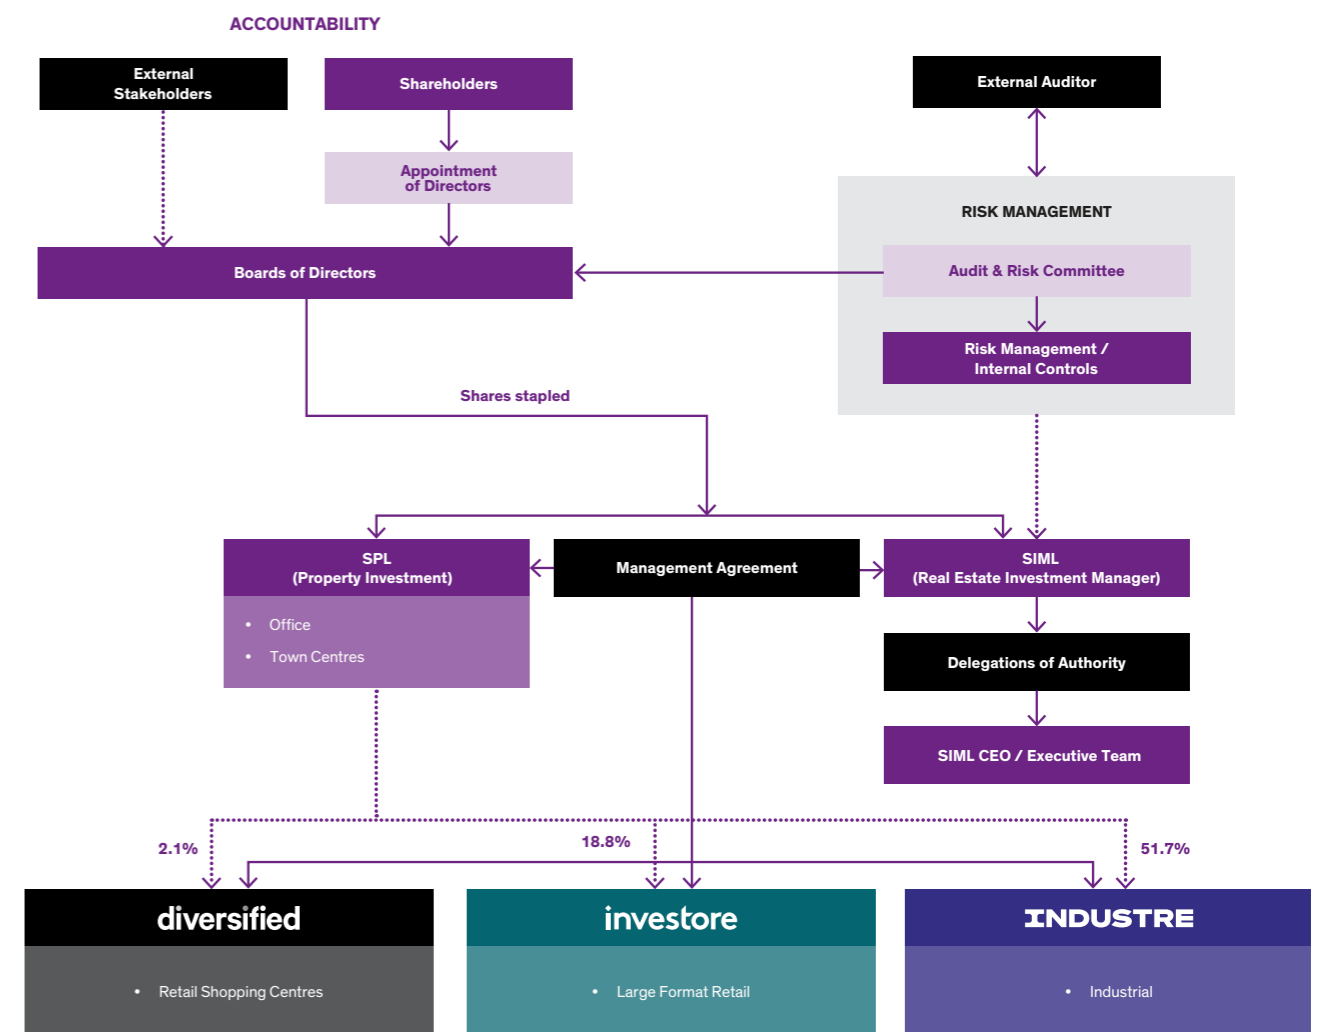 ACCOUNTABILITY
External
Stakeholders
Shareholders
External Auditor
Appointment
of Directors
RISK MANAGEMENT
Boards of Directors
Audit & Risk Committee
Risk Management /
Internal Controls
Shares stapled
SPL
(Property Investment)
• Office
• Town Centres
Management Agreement
SIML
(Real Estate Investment Manager)
Delegations of Authority
SIML CEO / Executive Team
2.1%
18.8%
51.7%
diversified
• Retail Shopping Centres
investore
• Large Format Retail
INDUSTRE
• Industrial